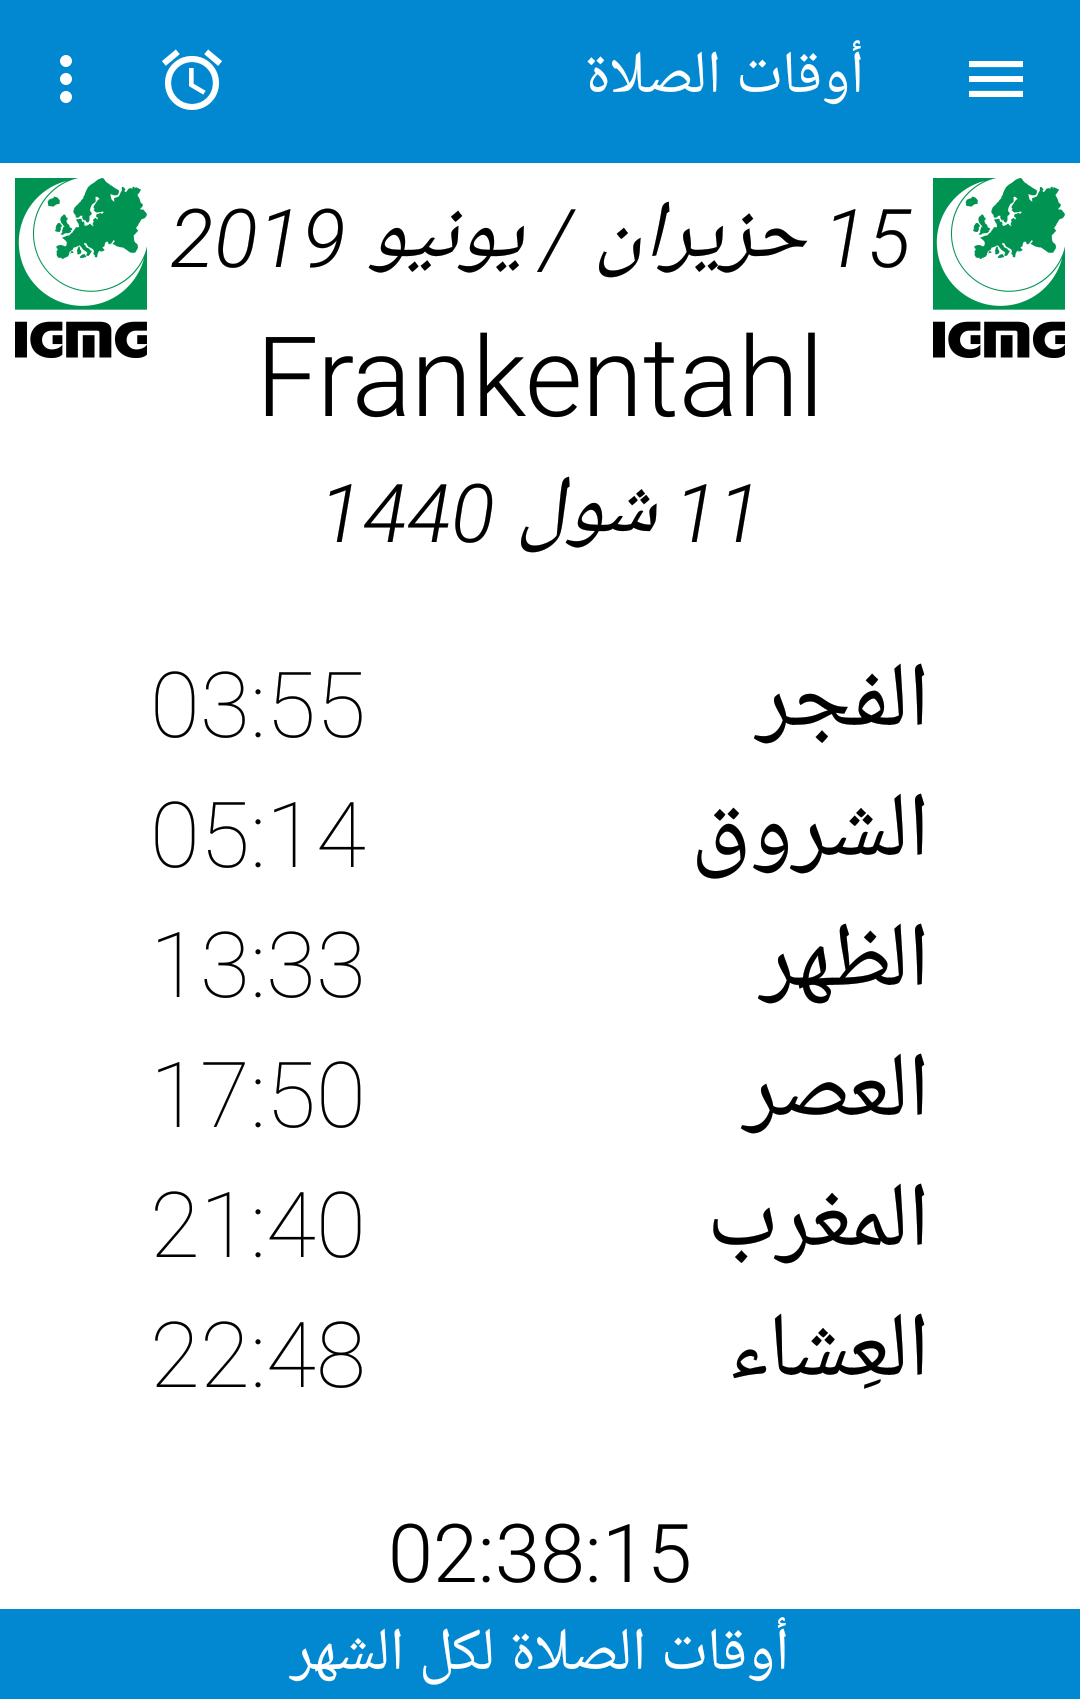 أوقات الصلاة
15 حزيران / يونيو 2019
IGMG
IGMG
Frankentahl
11 شول 1440
الفجر 03:55
الشروق 05:14
الظهر 13:33
العصر 17:50
المغرب 21:40
العِشاء 22:48
02:38:15
أوقات الصلاة لكل الشهر